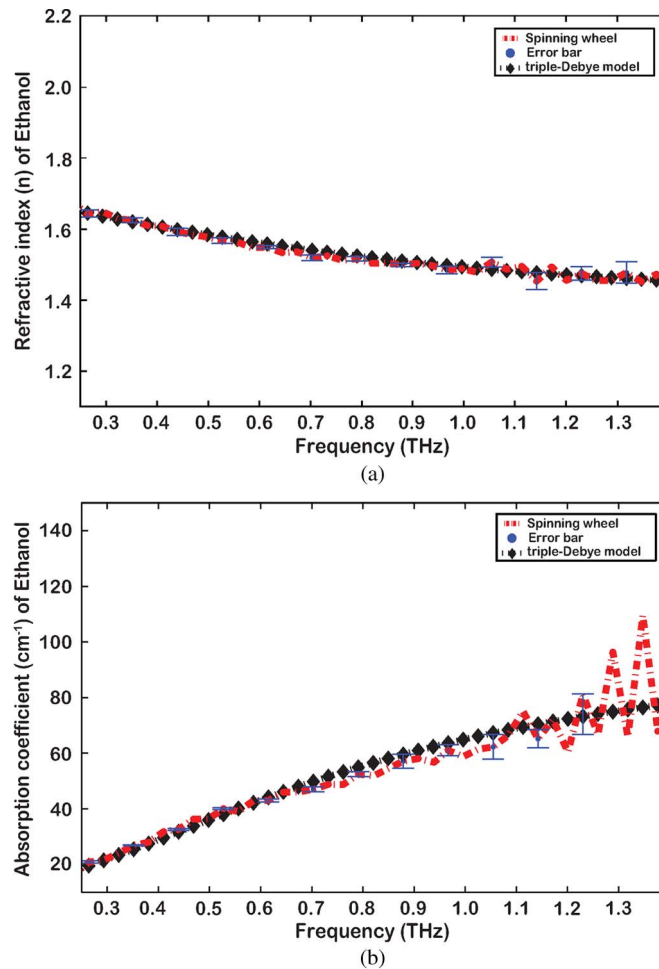 2.2
2.0
1.8
1.6
1.4
1.2
Refractive index (n) of Ethanol
Spinning wheel
Error bar
triple-Debye model
0.3 0.4 0.5 0.6 0.7 0.8 0.9 1.0 1.1 1.2 1.3
Frequency (THz)
(a)
140
120
100
80
60
40
20
Absorption coefficient (cm⁻¹) of Ethanol
Spinning wheel
Error bar
triple-Debye model
0.3 0.4 0.5 0.6 0.7 0.8 0.9 1.0 1.1 1.2 1.3
Frequency (THz)
(b)